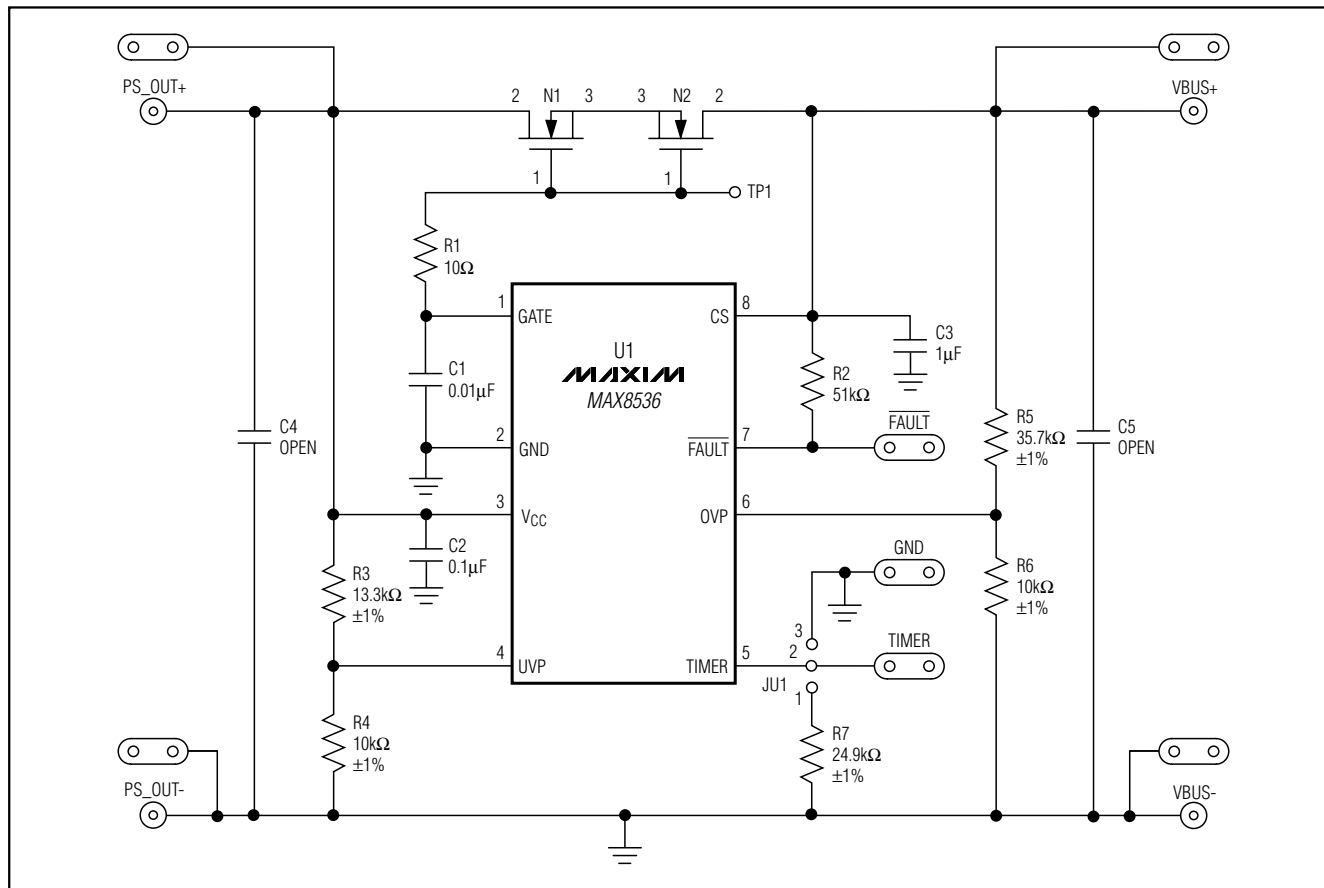 PS_OUT+
VBUS+
2 N1 3 3 N2 2
1 1
TP1
R1
10Ω
1 GATE
CS 8
U1
MAXIM
MAX8536
C1
0.01μF
C3
1μF
R2
51kΩ
2 GND
FAULT 7
FAULT
C4
OPEN
R5
35.7kΩ
±1%
C5
OPEN
3 VCC
OVP 6
C2
0.1μF
GND
R3
13.3kΩ
±1%
R6
10kΩ
±1%
4 UVP
TIMER 5
3
2
1
JU1
TIMER
R4
10kΩ
±1%
R7
24.9kΩ
±1%
PS_OUT-
VBUS-